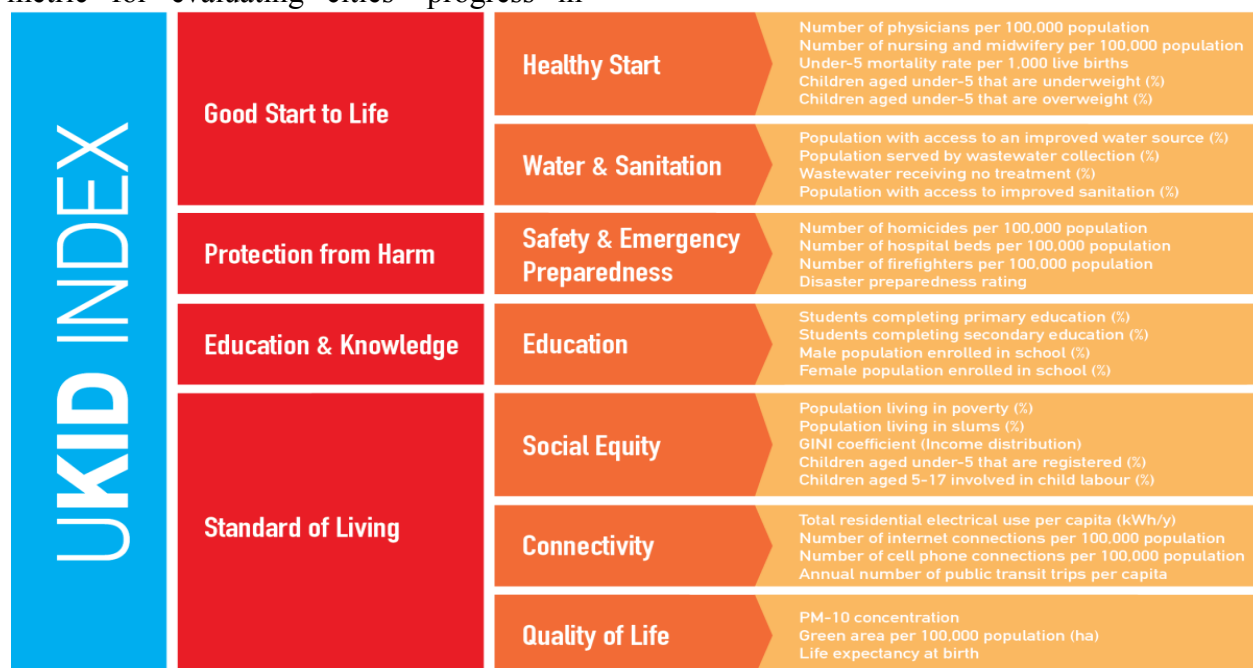 metric for evaluating cities' progress in
UKID INDEX
Good Start to Life
Healthy Start
Number of physicians per 100,000 population
Number of nursing and midwifery per 100,000 population
Under-5 mortality rate per 1,000 live births
Children aged under-5 that are underweight (%)
Children aged under-5 that are overweight (%)
Water & Sanitation
Population with access to an improved water source (%)
Population served by wastewater collection (%)
Wastewater receiving no treatment (%)
Population with access to improved sanitation (%)
Protection from Harm
Safety & Emergency
Preparedness
Number of homicides per 100,000 population
Number of hospital beds per 100,000 population
Number of firefighters per 100,000 population
Disaster preparedness rating
Education & Knowledge
Education
Students completing primary education (%)
Students completing secondary education (%)
Male population enrolled in school (%)
Female population enrolled in school (%)
Standard of Living
Social Equity
Population living in poverty (%)
Population living in slums (%)
GINI coefficient (Income distribution)
Children aged under-5 that are registered (%)
Children aged 5-17 involved in child labour (%)
Connectivity
Total residential electrical use per capita (kWh/y)
Number of internet connections per 100,000 population
Number of cell phone connections per 100,000 population
Annual number of public transit trips per capita
Quality of Life
PM-10 concentration
Green area per 100,000 population (ha)
Life expectancy at birth